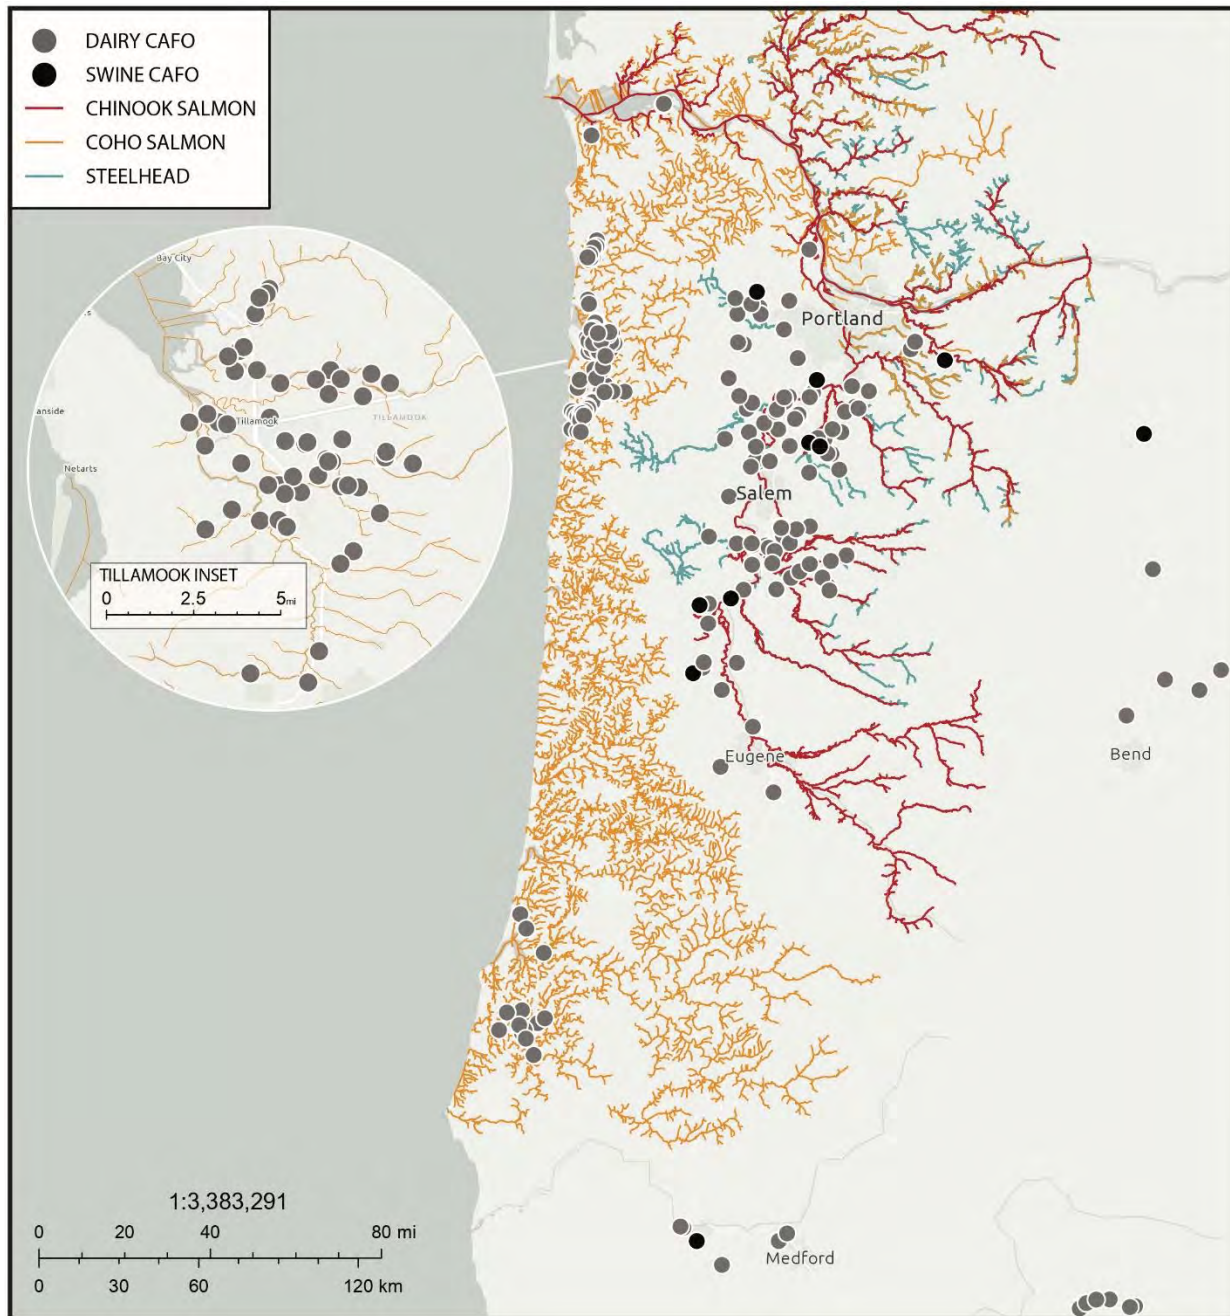 DAIRY CAFO
SWINE CAFO
CHINOOK SALMON
COHO SALMON
STEELHEAD
Bay City
anside
Tillamook
TILLAMOOK
Netarts
TILLAMOOK INSET
0 2.5 5mi
Portland
Salem
Eugene
Bend
1:3,383,291
0 20 40 80 mi
0 30 60 120 km
Medford